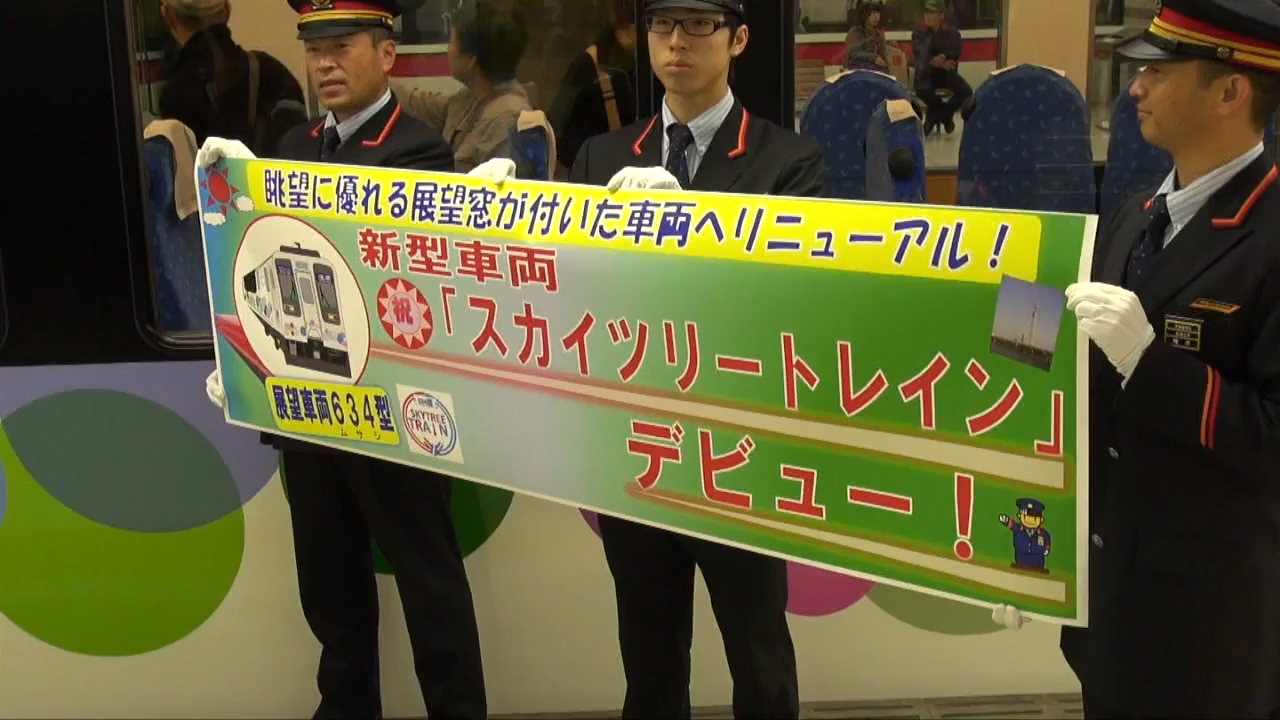 眺望に優れる展望窓が付いた車両へリニューアル！
新型車両
祝
「スカイツリートレイン」
デビュー！
展望車両634型
ムサシ
SKYTREE
TRAIN